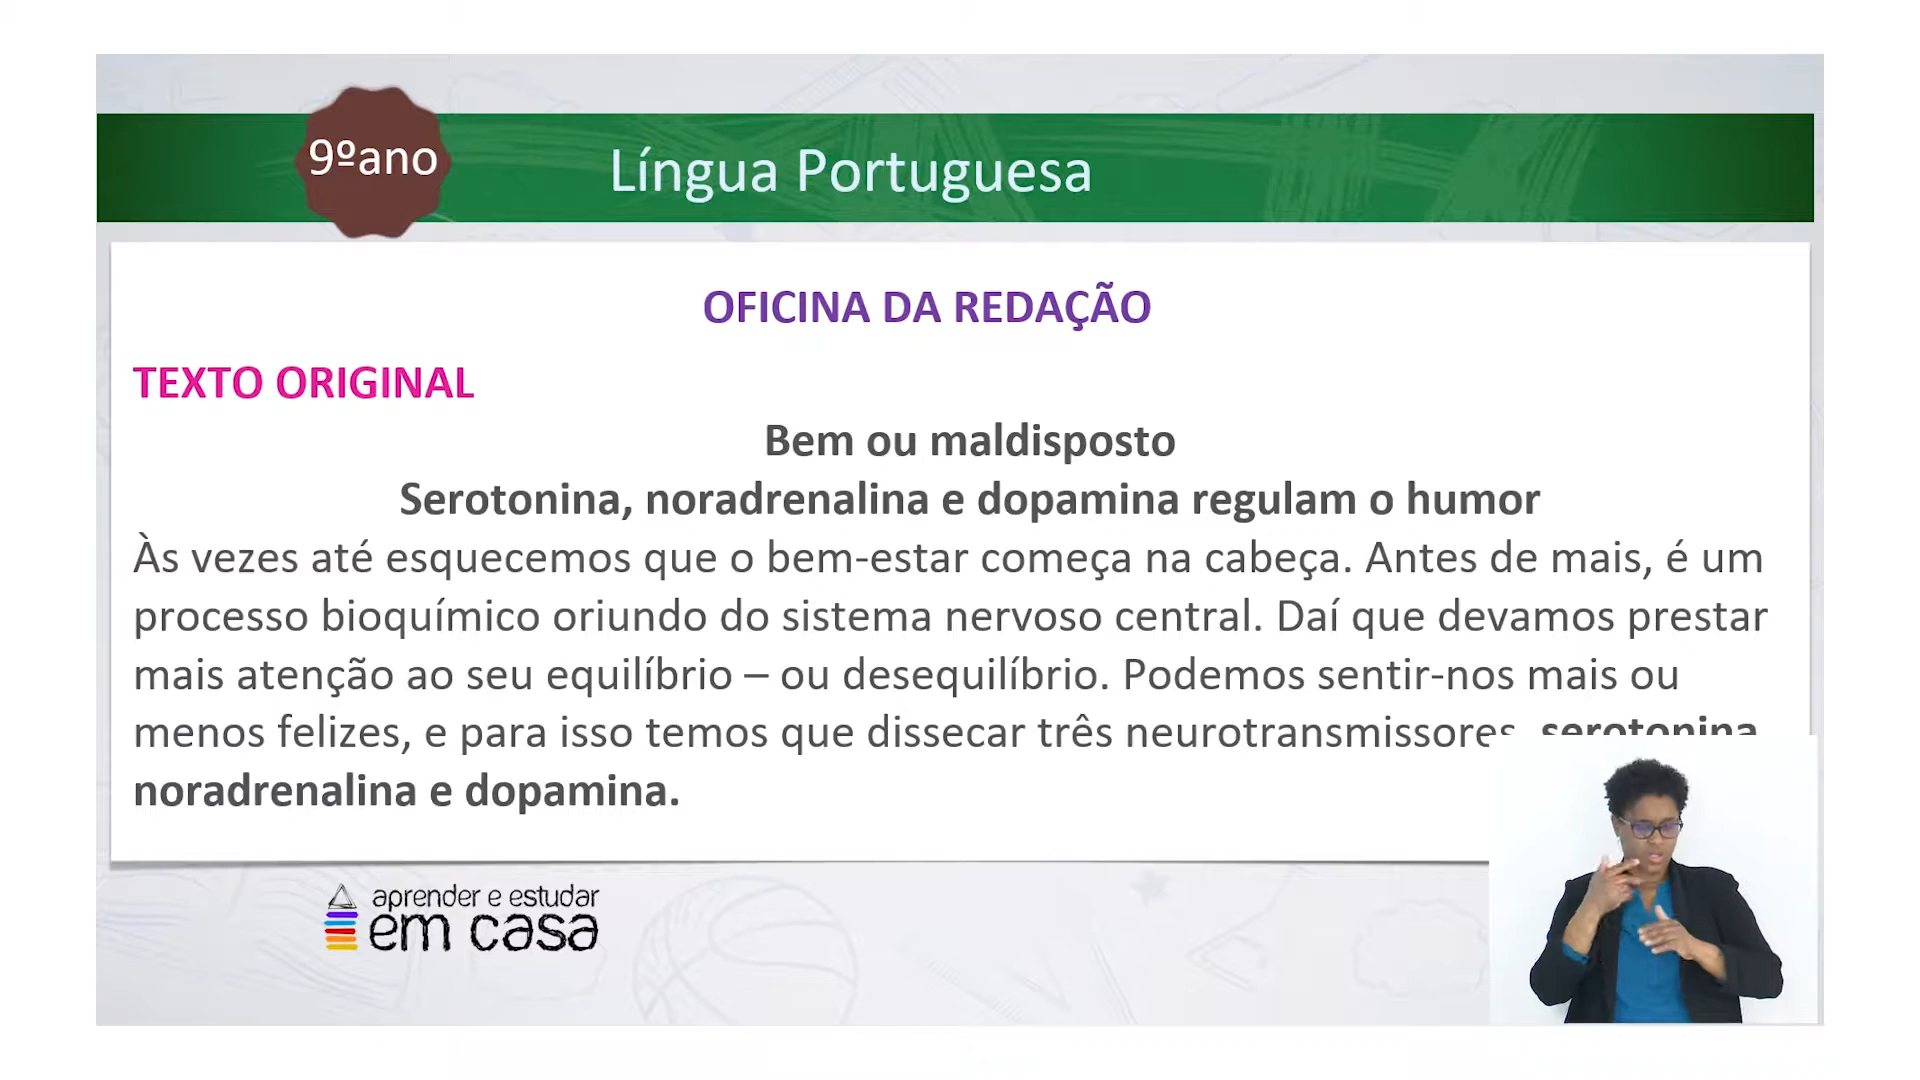 9ºano
Língua Portuguesa
OFICINA DA REDAÇÃO
TEXTO ORIGINAL
Bem ou maldisposto
Serotonina, noradrenalina e dopamina regulam o humor
Às vezes até esquecemos que o bem-estar começa na cabeça. Antes de mais, é um
processo bioquímico oriundo do sistema nervoso central. Daí que devamos prestar
mais atenção ao seu equilíbrio – ou desequilíbrio. Podemos sentir-nos mais ou
menos felizes, e para isso temos que dissecar três neurotransmissores, serotonina
noradrenalina e dopamina.
aprender e estudar
em casa